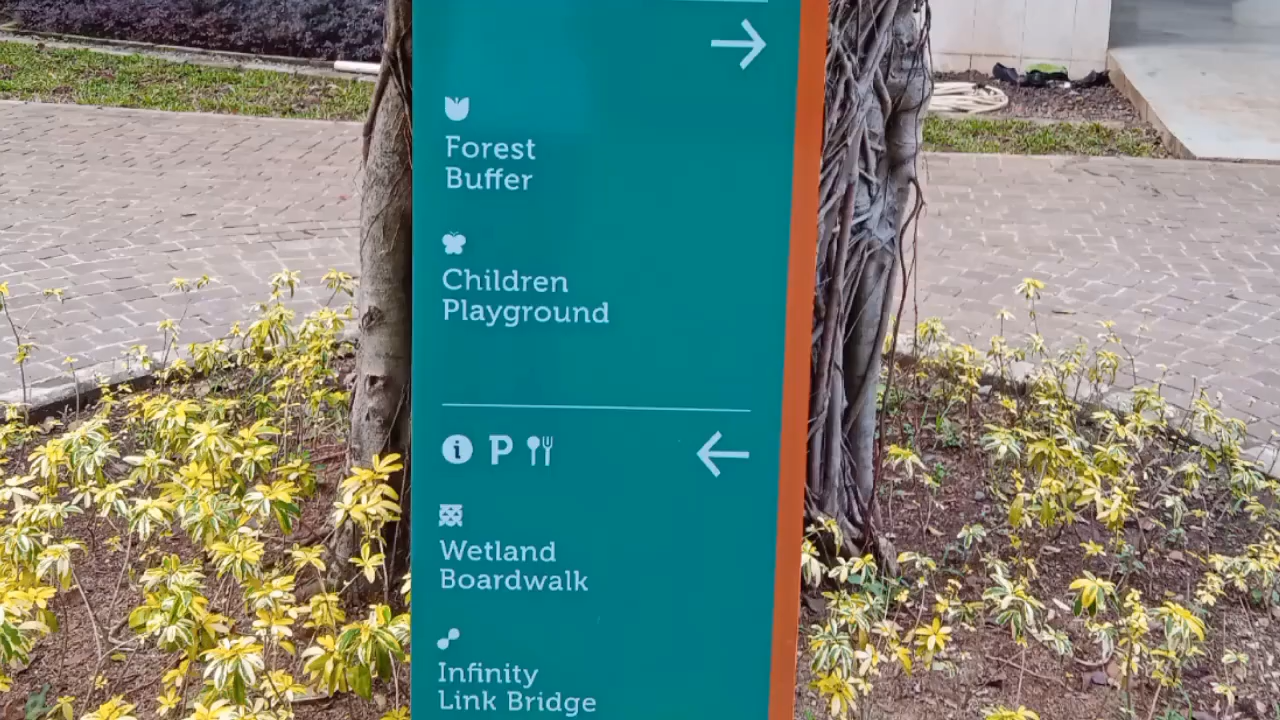 Forest
Buffer
Children
Playground
i P
Wetland
Boardwalk
Infinity
Link Bridge